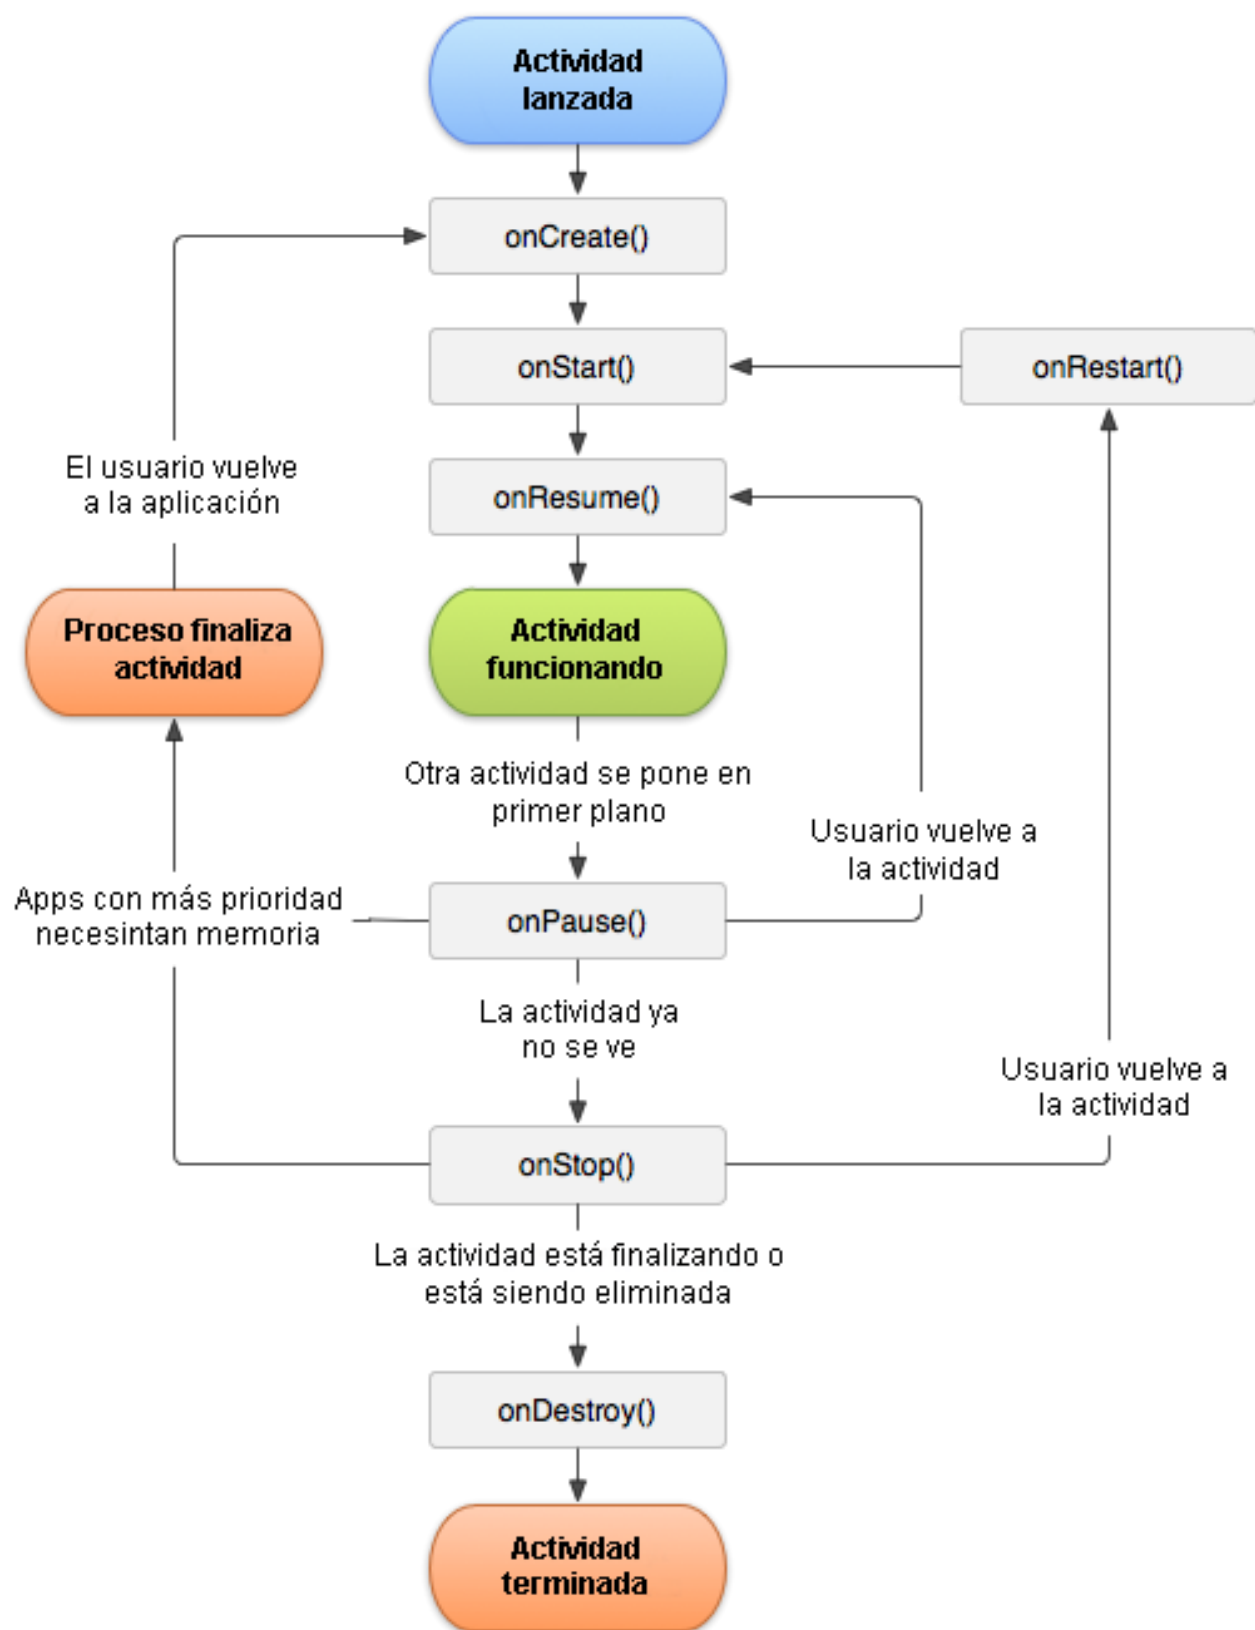 Actividad
lanzada
onCreate()
onStart()
onRestart()
El usuario vuelve
a la aplicación
onResume()
Proceso finaliza
actividad
Actividad
funcionando
Otra actividad se pone en
primer plano
Usuario vuelve a
la actividad
Apps con más prioridad
necesintan memoria
onPause()
La actividad ya
no se ve
Usuario vuelve a
la actividad
onStop()
La actividad está finalizando o
está siendo eliminada
onDestroy()
Actividad
terminada